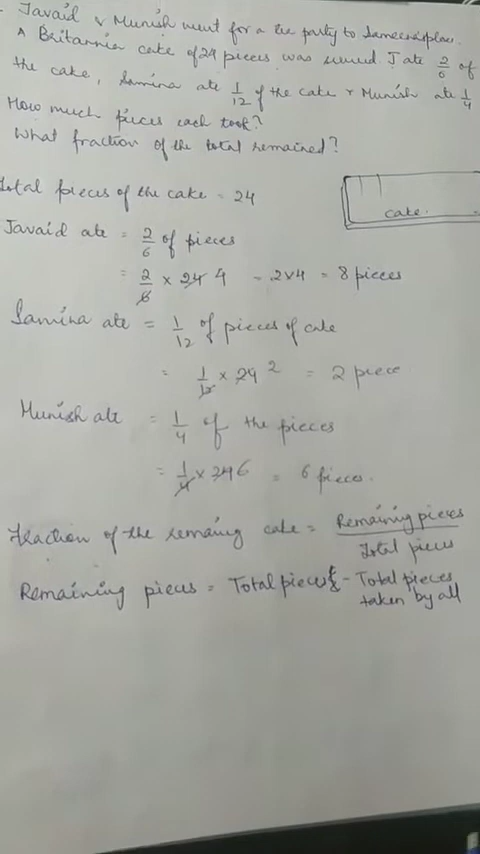 Javaid & Munish went for a tea party to Samina's place.
A Britannia cake of 24 pieces was served. J ate 2/6 of
the cake, Samina ate 1/12 of the cake & Munish ate 1/4
How much pieces each took?
What fraction of the total remained?
Total pieces of the cake = 24
cake.
Javaid ate = 2/6 of pieces
= 2/6 × 24 4 = 2×4 = 8 pieces
Samina ate = 1/12 of pieces of cake
= 1/12 × 24 2 = 2 piece
Munish ate = 1/4 of the pieces
= 1/4 × 24 6 = 6 pieces.
Fraction of the remaing cake = Remaining pieces / Total pieces
Remaining pieces = Total pieces - Total pieces taken by all